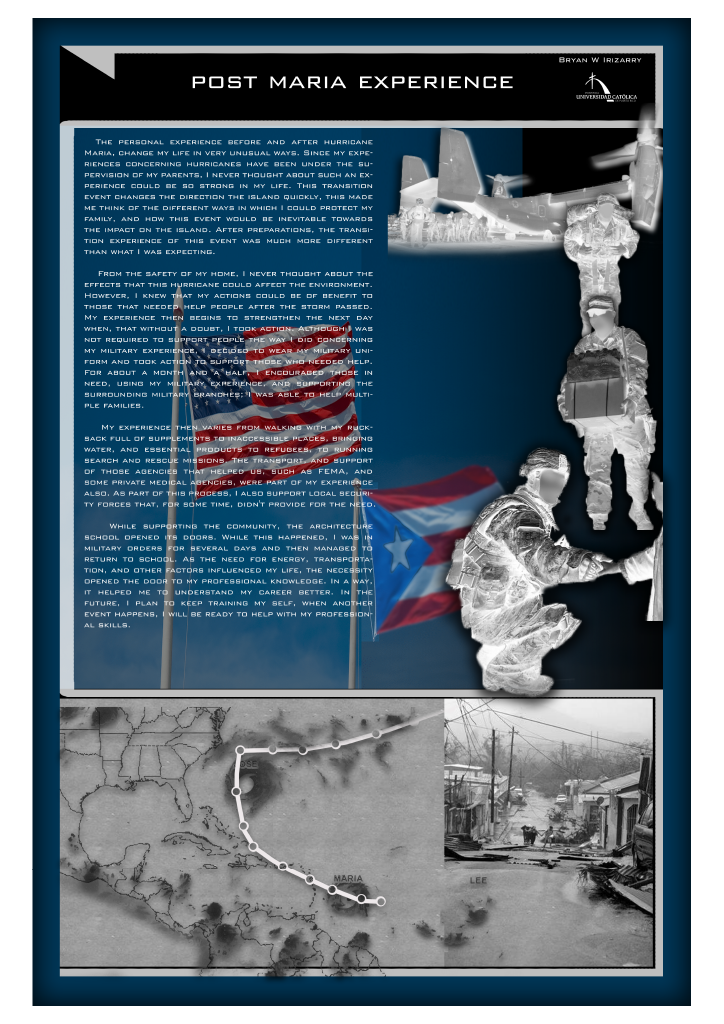 Bryan W Irizarry
POST MARIA EXPERIENCE
UNIVERSIDAD CATÓLICA
The personal experience before and after hurricane
Maria, change my life in very unusual ways. Since my expe-
riences concerning hurricanes have been under the su-
pervision of my parents, I never thought about such an ex-
perience could be so strong in my life. This transition
event changes the direction the island quickly, this made
me think of the different ways in which I could protect my
family, and how this event would be inevitable towards
the impact on the island. After preparations, the transi-
tion experience of this event was much more different
than what I was expecting.
From the safety of my home, I never thought about the
effects that this hurricane could affect the environment.
However, I knew that my actions could be of benefit to
those that needed help people after the storm passed.
My experience then begins to strengthen the next day
when, that without a doubt, I took action. Although I was
not required to support people the way I did concerning
my military experience, I decided to wear my military uni-
form and took action to support those who needed help.
For about a month and a half, I encouraged those in
need, using my military experience, and supporting the
surrounding military branches; I was able to help multi-
ple families.
My experience then varies from walking with my ruck-
sack full of supplements to inaccessible places, bringing
water, and essential products to refugees, to running
search and rescue missions. The transport, and support
of those agencies that helped us, such as FEMA, and
some private medical agencies, were part of my experience
also. As part of this process, I also support local securi-
ty forces that, for some time, didn't provide for the need.
While supporting the community, the architecture
school opened its doors. While this happened, I was in
military orders for several days and then managed to
return to school. As the need for energy, transporta-
tion, and other factors influenced my life, the necessity
opened the door to my professional knowledge. In a way,
it helped me to understand my career better. In the
future, I plan to keep training my self, when another
event happens, I will be ready to help with my profession-
al skills.
JOSE
MARIA
LEE